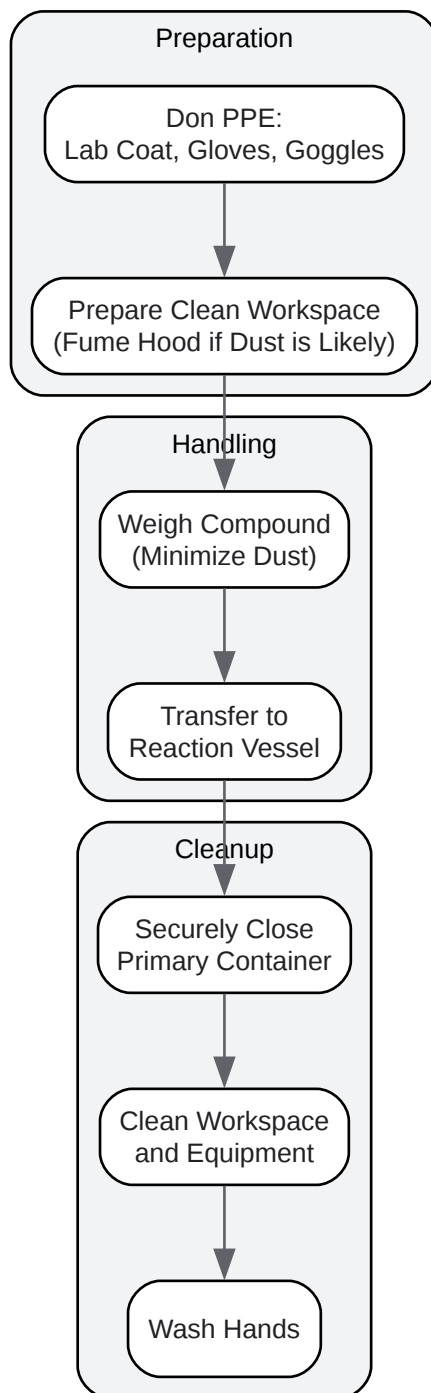 Preparation
Don PPE:
Lab Coat, Gloves, Goggles
Prepare Clean Workspace
(Fume Hood if Dust is Likely)
Handling
Weigh Compound
(Minimize Dust)
Transfer to
Reaction Vessel
Cleanup
Securely Close
Primary Container
Clean Workspace
and Equipment
Wash Hands